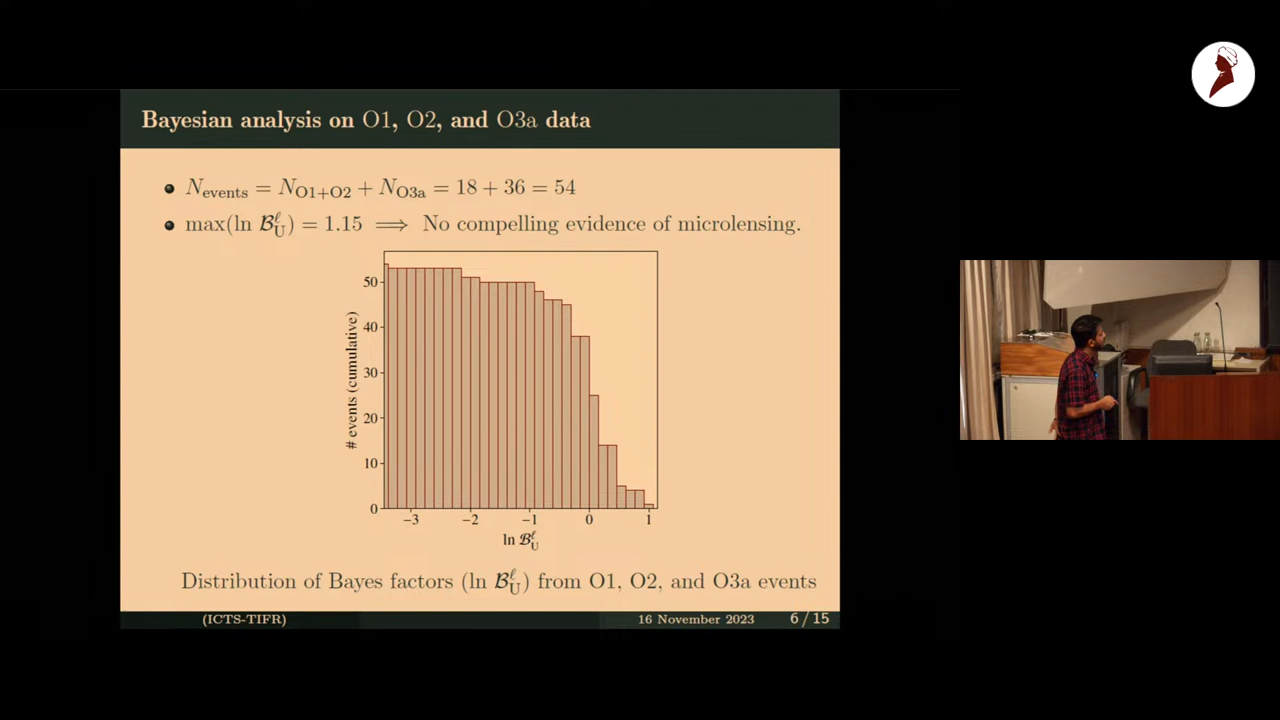 Bayesian analysis on O1, O2, and O3a data
N_events = N_O1+O2 + N_O3a = 18 + 36 = 54
max(ln ℬ_U^ℓ) = 1.15 ⟹ No compelling evidence of microlensing.
# events (cumulative)
50
40
30
20
10
0
−3 −2 −1 0 1
ln ℬ_U^ℓ
Distribution of Bayes factors (ln ℬ_U^ℓ) from O1, O2, and O3a events
(ICTS-TIFR) 16 November 2023 6 / 15